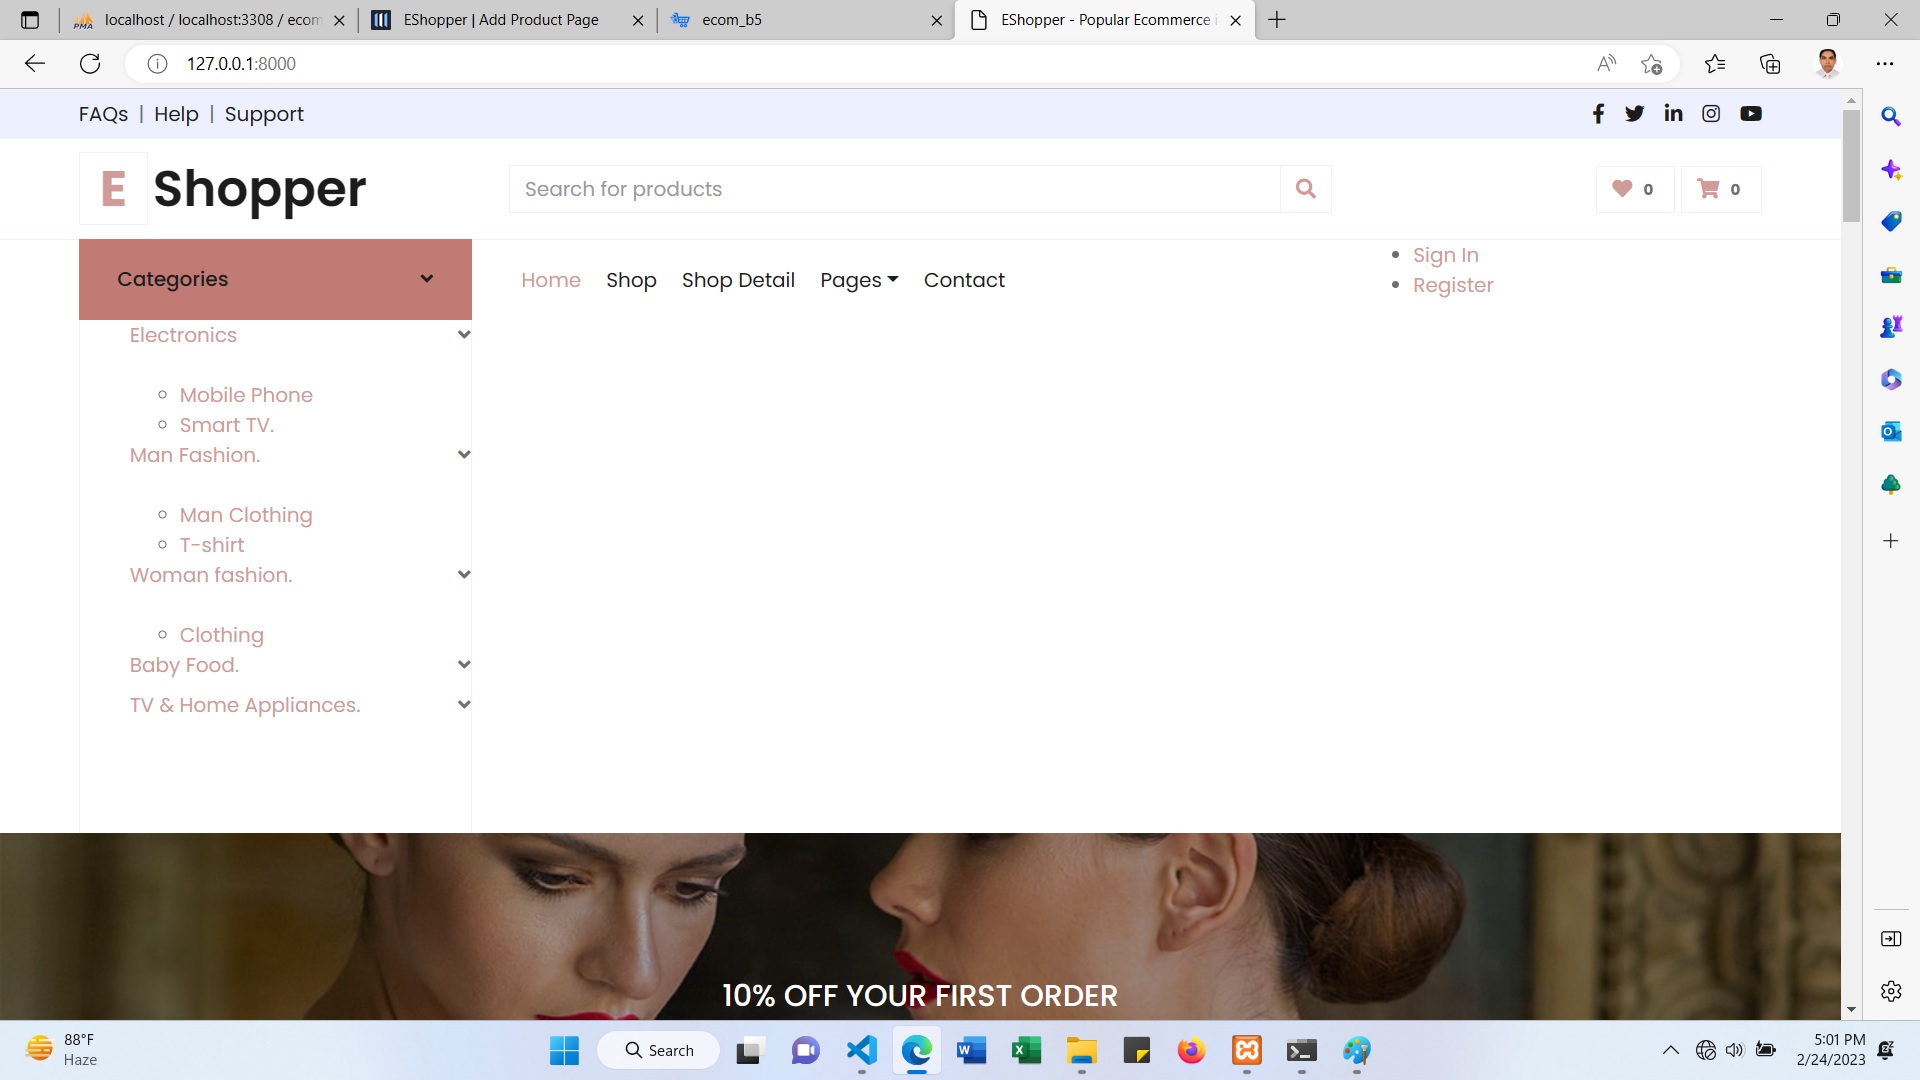 localhost / localhost:3308 / ecom
EShopper | Add Product Page
ecom_b5
EShopper - Popular Ecommerce i
127.0.0.1:8000
FAQs | Help | Support
E Shopper
Search for products
0
0
Categories
Home Shop Shop Detail Pages Contact
Sign In
Register
Electronics
Mobile Phone
Smart TV.
Man Fashion.
Man Clothing
T-shirt
Woman fashion.
Clothing
Baby Food.
TV & Home Appliances.
10% OFF YOUR FIRST ORDER
88°F
Haze
Search
5:01 PM
2/24/2023